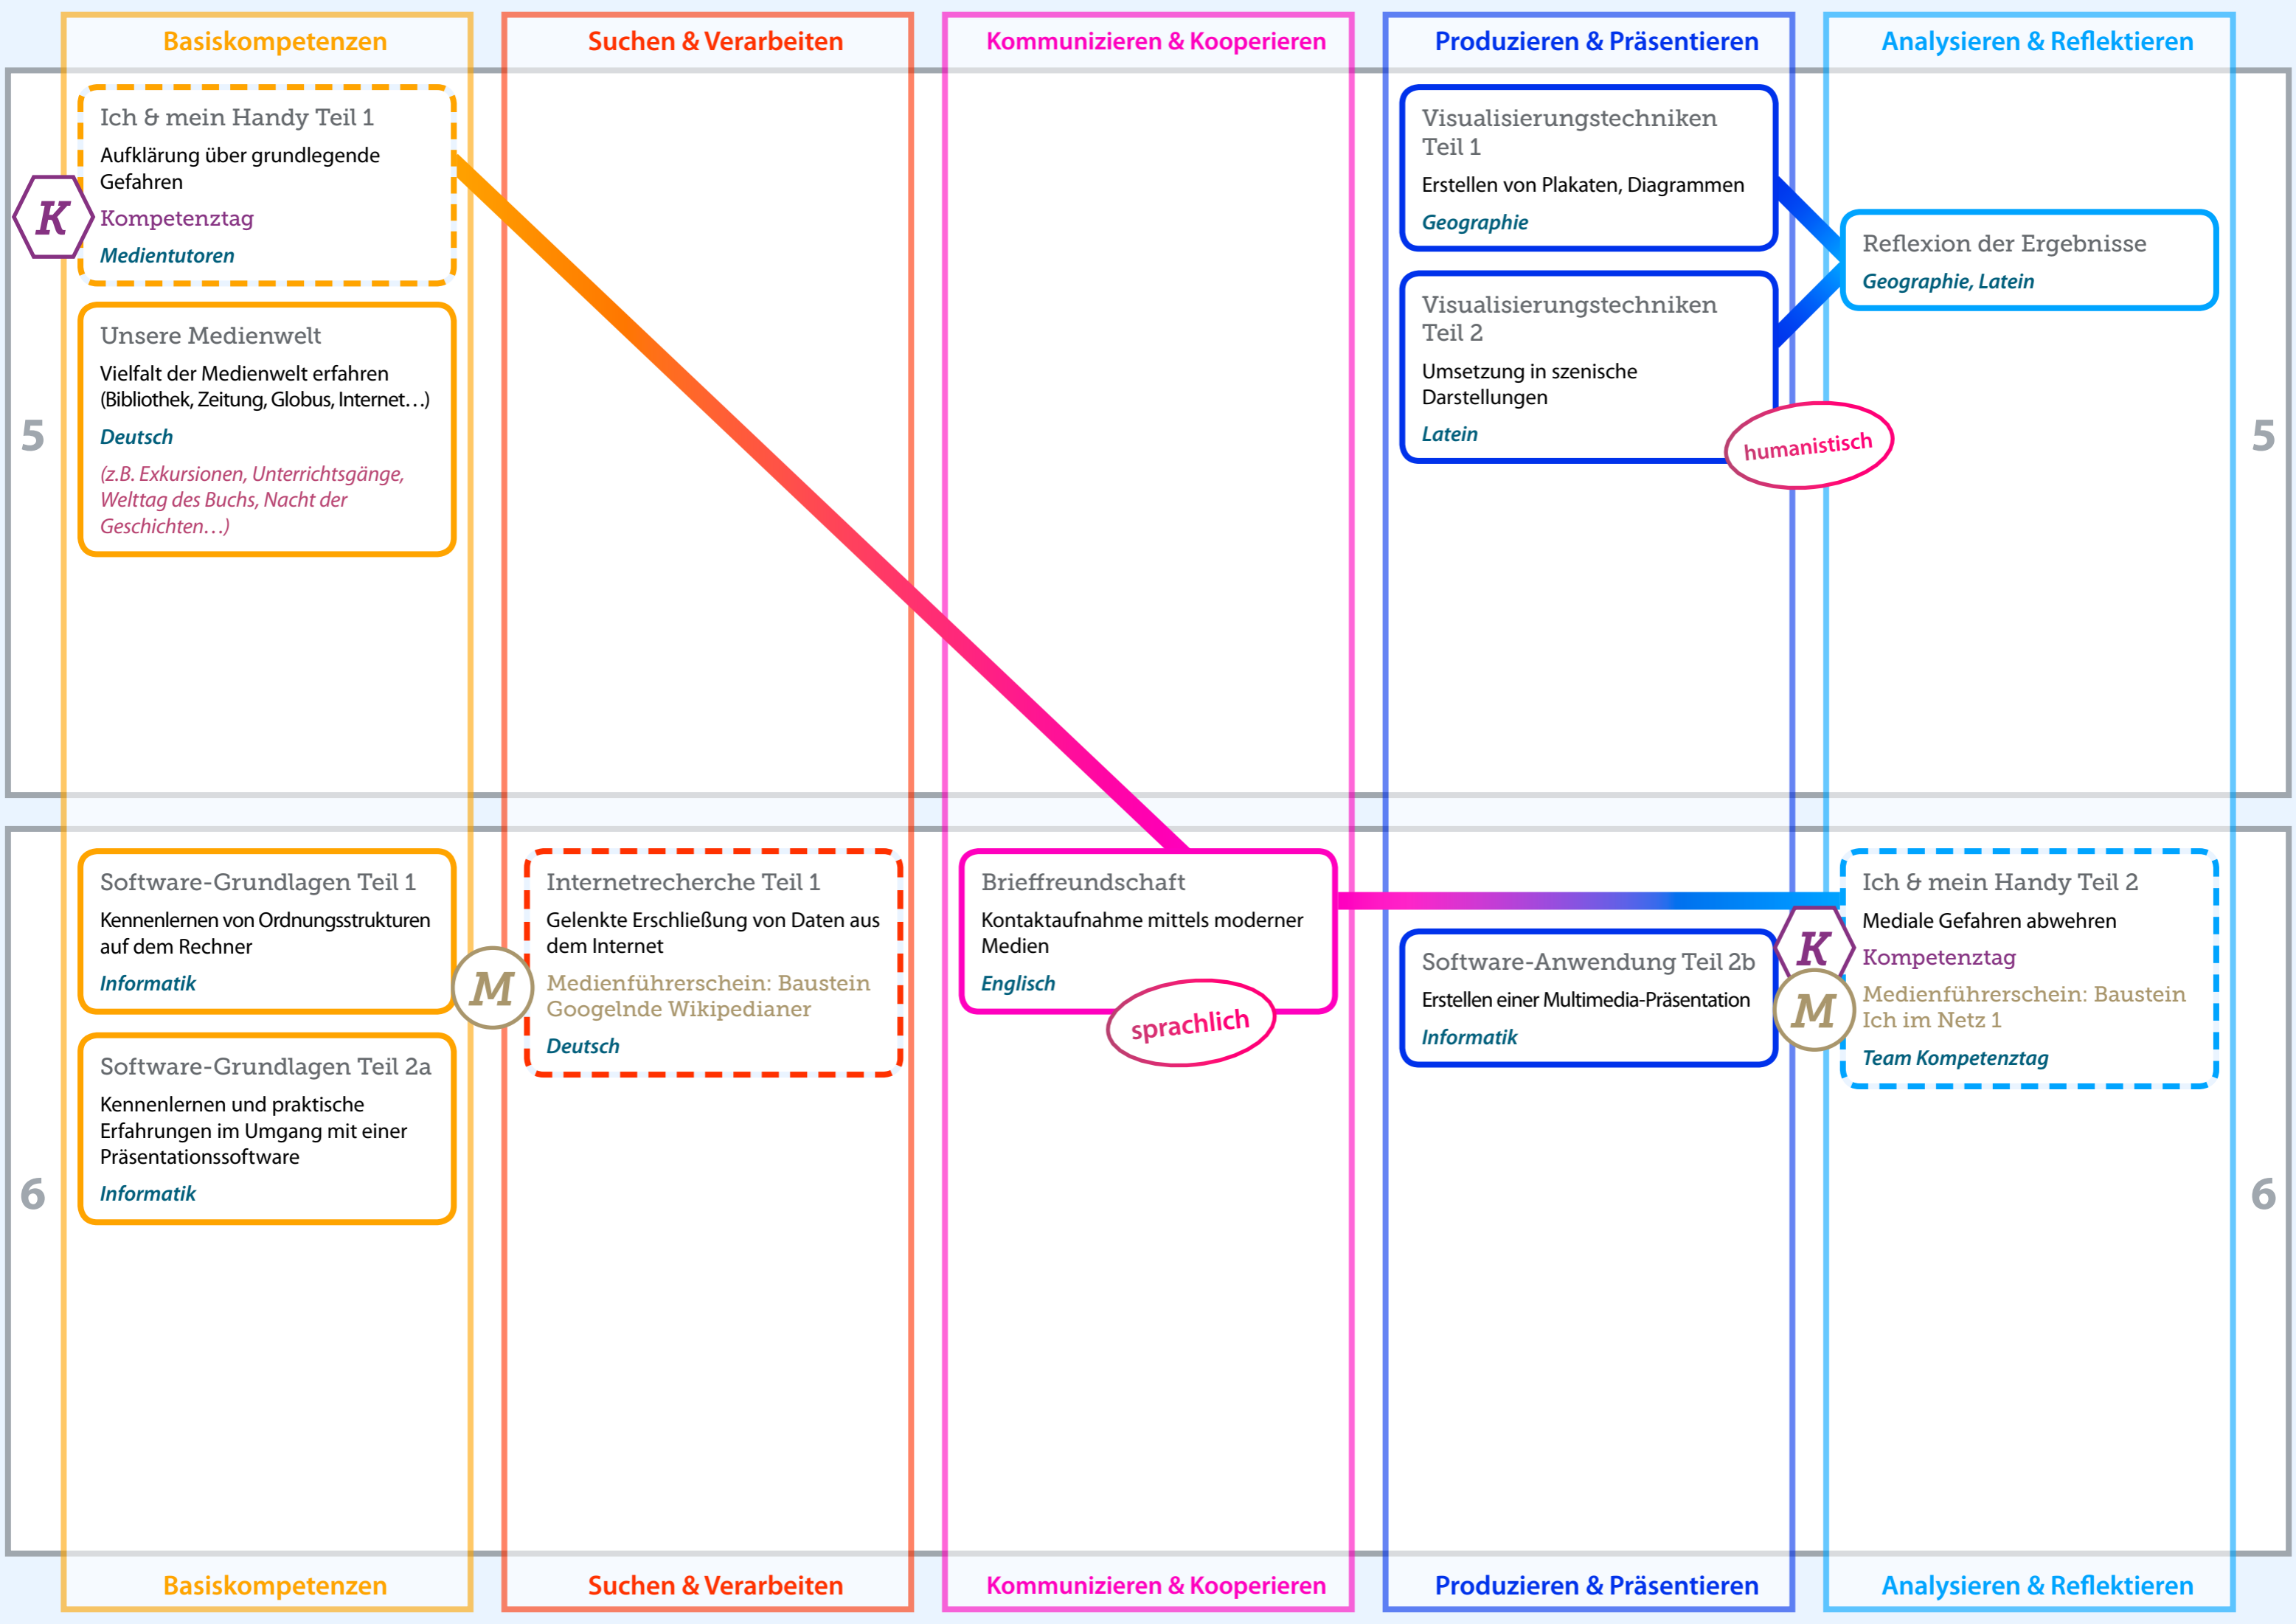 Basiskompetenzen
Suchen & Verarbeiten
Kommunizieren & Kooperieren
Produzieren & Präsentieren
Analysieren & Reflektieren
5
Ich & mein Handy Teil 1
Aufklärung über grundlegende
Gefahren
K
Kompetenztag
Medientutoren
Unsere Medienwelt
Vielfalt der Medienwelt erfahren
(Bibliothek, Zeitung, Globus, Internet…)
Deutsch
(z.B. Exkursionen, Unterrichtsgänge,
Welttag des Buchs, Nacht der
Geschichten…)
Visualisierungstechniken
Teil 1
Erstellen von Plakaten, Diagrammen
Geographie
Visualisierungstechniken
Teil 2
Umsetzung in szenische
Darstellungen
Latein
humanistisch
Reflexion der Ergebnisse
Geographie, Latein
5
6
Software-Grundlagen Teil 1
Kennenlernen von Ordnungsstrukturen
auf dem Rechner
Informatik
Software-Grundlagen Teil 2a
Kennenlernen und praktische
Erfahrungen im Umgang mit einer
Präsentationssoftware
Informatik
Internetrecherche Teil 1
Gelenkte Erschließung von Daten aus
dem Internet
M
Medienführerschein: Baustein
Googelnde Wikipedianer
Deutsch
Brieffreundschaft
Kontaktaufnahme mittels moderner
Medien
Englisch
sprachlich
Software-Anwendung Teil 2b
Erstellen einer Multimedia-Präsentation
Informatik
Ich & mein Handy Teil 2
Mediale Gefahren abwehren
K
Kompetenztag
M
Medienführerschein: Baustein
Ich im Netz 1
Team Kompetenztag
6
Basiskompetenzen
Suchen & Verarbeiten
Kommunizieren & Kooperieren
Produzieren & Präsentieren
Analysieren & Reflektieren